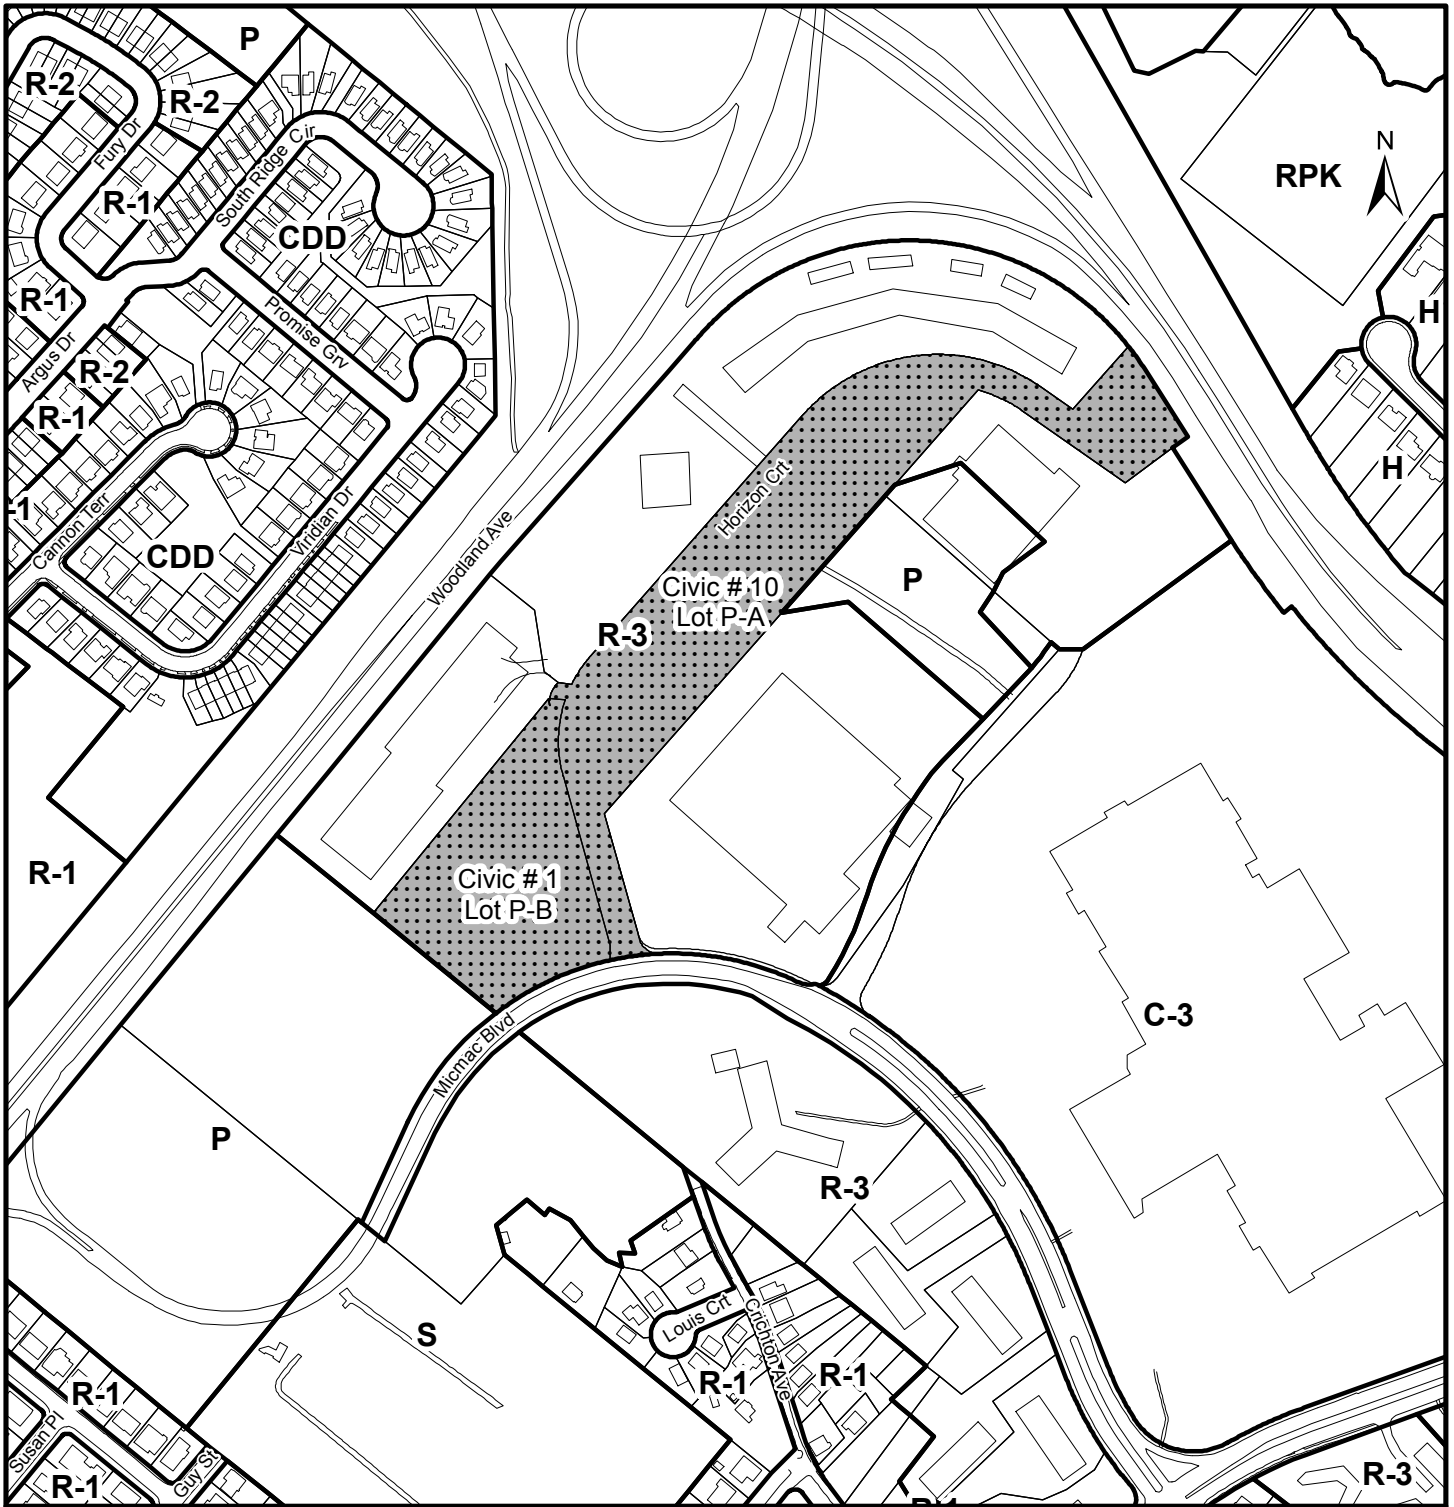 P
R-2
R-2
N
Fury Dr
South Ridge Cir
RPK
R-1
CDD
R-1
H
Promise Grv
Argus Dr
R-2
R-1
H
Horizon Crt
-1
Cannon Terr
Viridian Dr
Woodland Ave
CDD
Civic # 10
Lot P-A
P
R-3
R-1
Civic # 1
Lot P-B
C-3
Micmac Blvd
P
R-3
S
Louis Crt
Crichton Ave
R-1
R-1
R-1
Susan Pl
Guy St
R-1
R-3